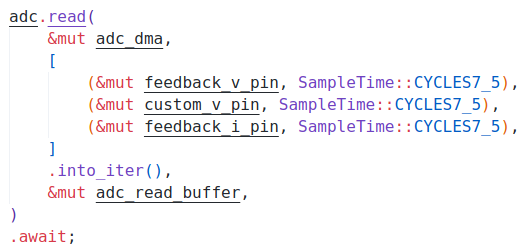 adc.read(
    &mut adc_dma,
    [
        (&mut feedback_v_pin, SampleTime::CYCLES7_5),
        (&mut custom_v_pin, SampleTime::CYCLES7_5),
        (&mut feedback_i_pin, SampleTime::CYCLES7_5),
    ]
    .into_iter(),
    &mut adc_read_buffer,
)
.await;